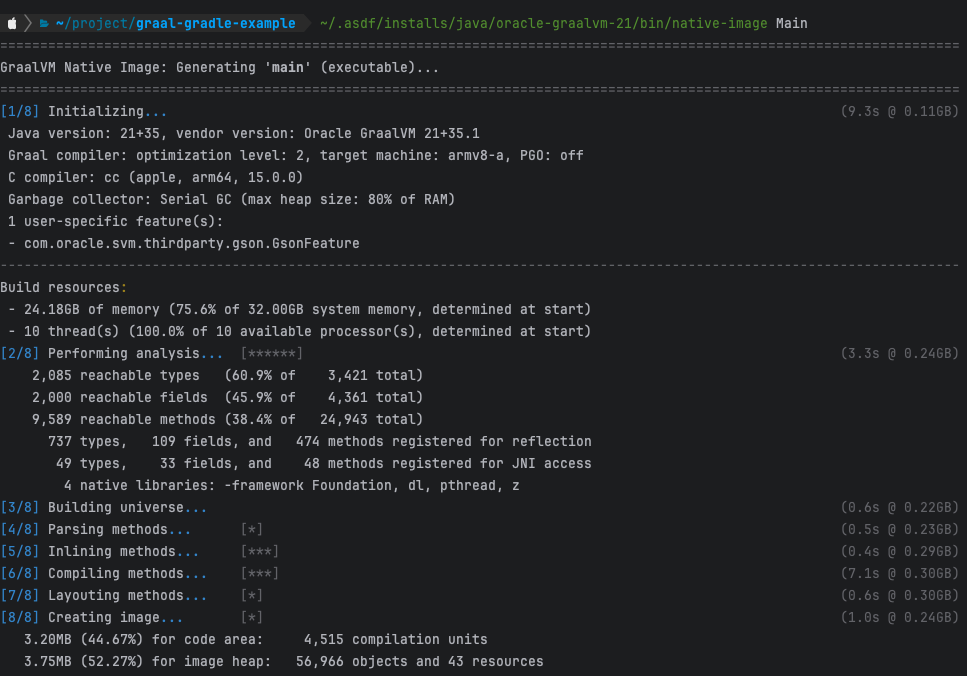 ~/project/graal-gradle-example ~/.asdf/installs/java/oracle-graalvm-21/bin/native-image Main
========================================================================================================================
GraalVM Native Image: Generating 'main' (executable)...
========================================================================================================================
[1/8] Initializing... (9.3s @ 0.11GB)
Java version: 21+35, vendor version: Oracle GraalVM 21+35.1
Graal compiler: optimization level: 2, target machine: armv8-a, PGO: off
C compiler: cc (apple, arm64, 15.0.0)
Garbage collector: Serial GC (max heap size: 80% of RAM)
1 user-specific feature(s):
- com.oracle.svm.thirdparty.gson.GsonFeature
------------------------------------------------------------------------------------------------------------------------
Build resources:
- 24.18GB of memory (75.6% of 32.00GB system memory, determined at start)
- 10 thread(s) (100.0% of 10 available processor(s), determined at start)
[2/8] Performing analysis... [******] (3.3s @ 0.24GB)
2,085 reachable types (60.9% of 3,421 total)
2,000 reachable fields (45.9% of 4,361 total)
9,589 reachable methods (38.4% of 24,943 total)
737 types, 109 fields, and 474 methods registered for reflection
49 types, 33 fields, and 48 methods registered for JNI access
4 native libraries: -framework Foundation, dl, pthread, z
[3/8] Building universe... (0.6s @ 0.22GB)
[4/8] Parsing methods... [*] (0.5s @ 0.23GB)
[5/8] Inlining methods... [***] (0.4s @ 0.29GB)
[6/8] Compiling methods... [***] (7.1s @ 0.30GB)
[7/8] Layouting methods... [*] (0.6s @ 0.30GB)
[8/8] Creating image... [*] (1.0s @ 0.24GB)
3.20MB (44.67%) for code area: 4,515 compilation units
3.75MB (52.27%) for image heap: 56,966 objects and 43 resources